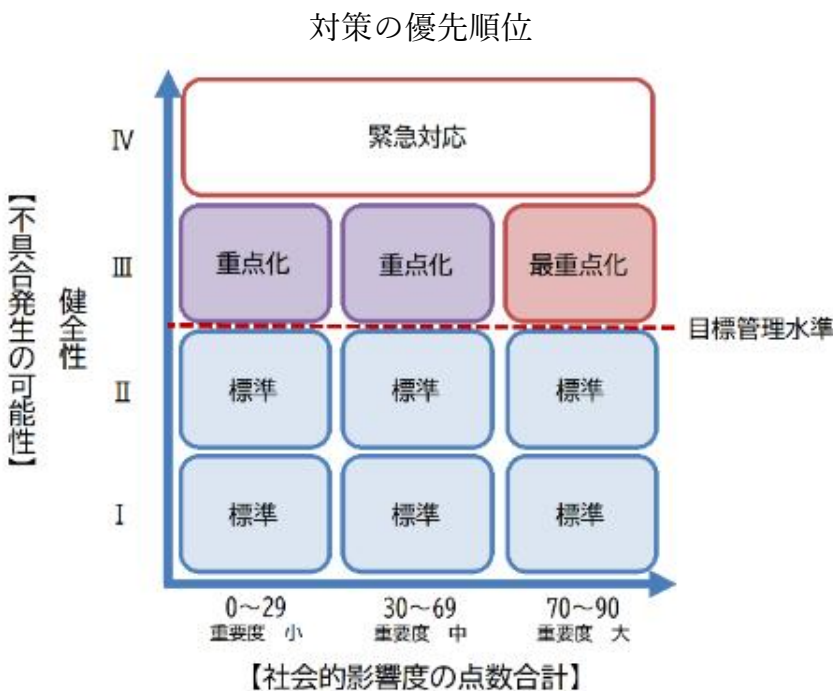 対策の優先順位
Ⅳ
緊急対応
【不具合発生の可能性】
健全性
Ⅲ
重点化
重点化
最重点化
目標管理水準
Ⅱ
標準
標準
標準
Ⅰ
標準
標準
標準
0～29
30～69
70～90
重要度 小
重要度 中
重要度 大
【社会的影響度の点数合計】